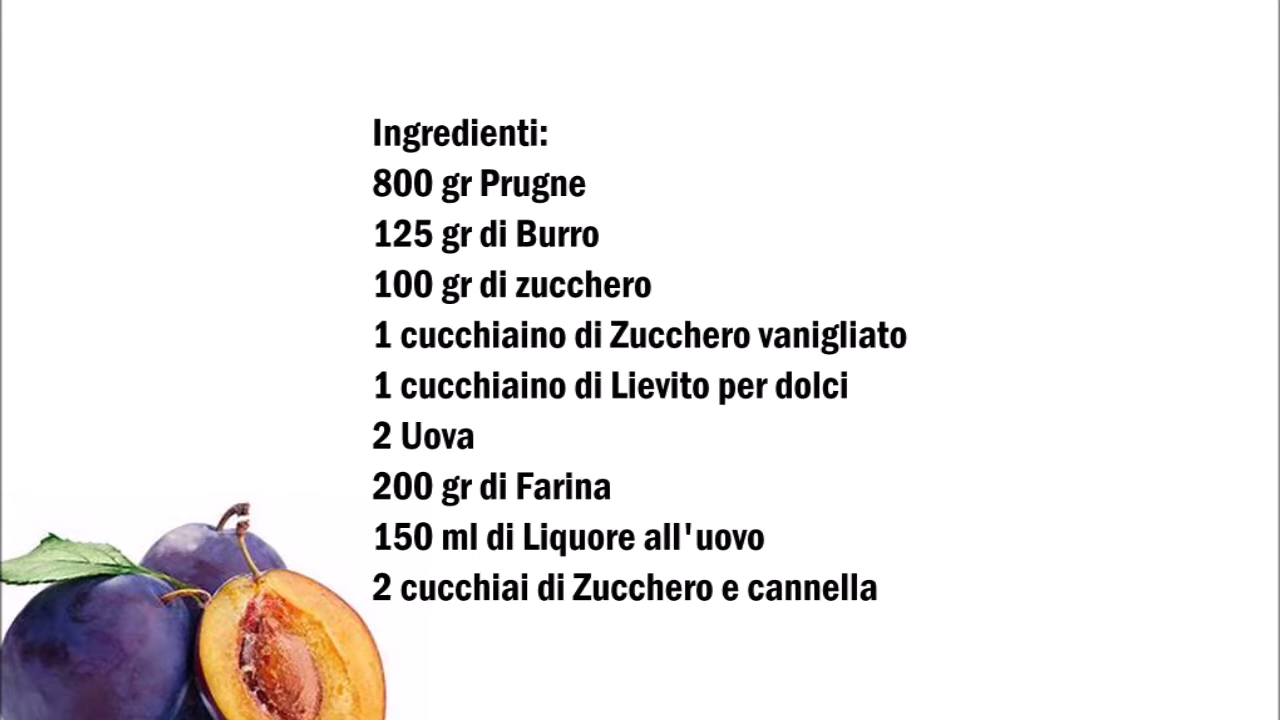 Ingredienti:
800 gr Prugne
125 gr di Burro
100 gr di zucchero
1 cucchiaino di Zucchero vanigliato
1 cucchiaino di Lievito per dolci
2 Uova
200 gr di Farina
150 ml di Liquore all'uovo
2 cucchiai di Zucchero e cannella